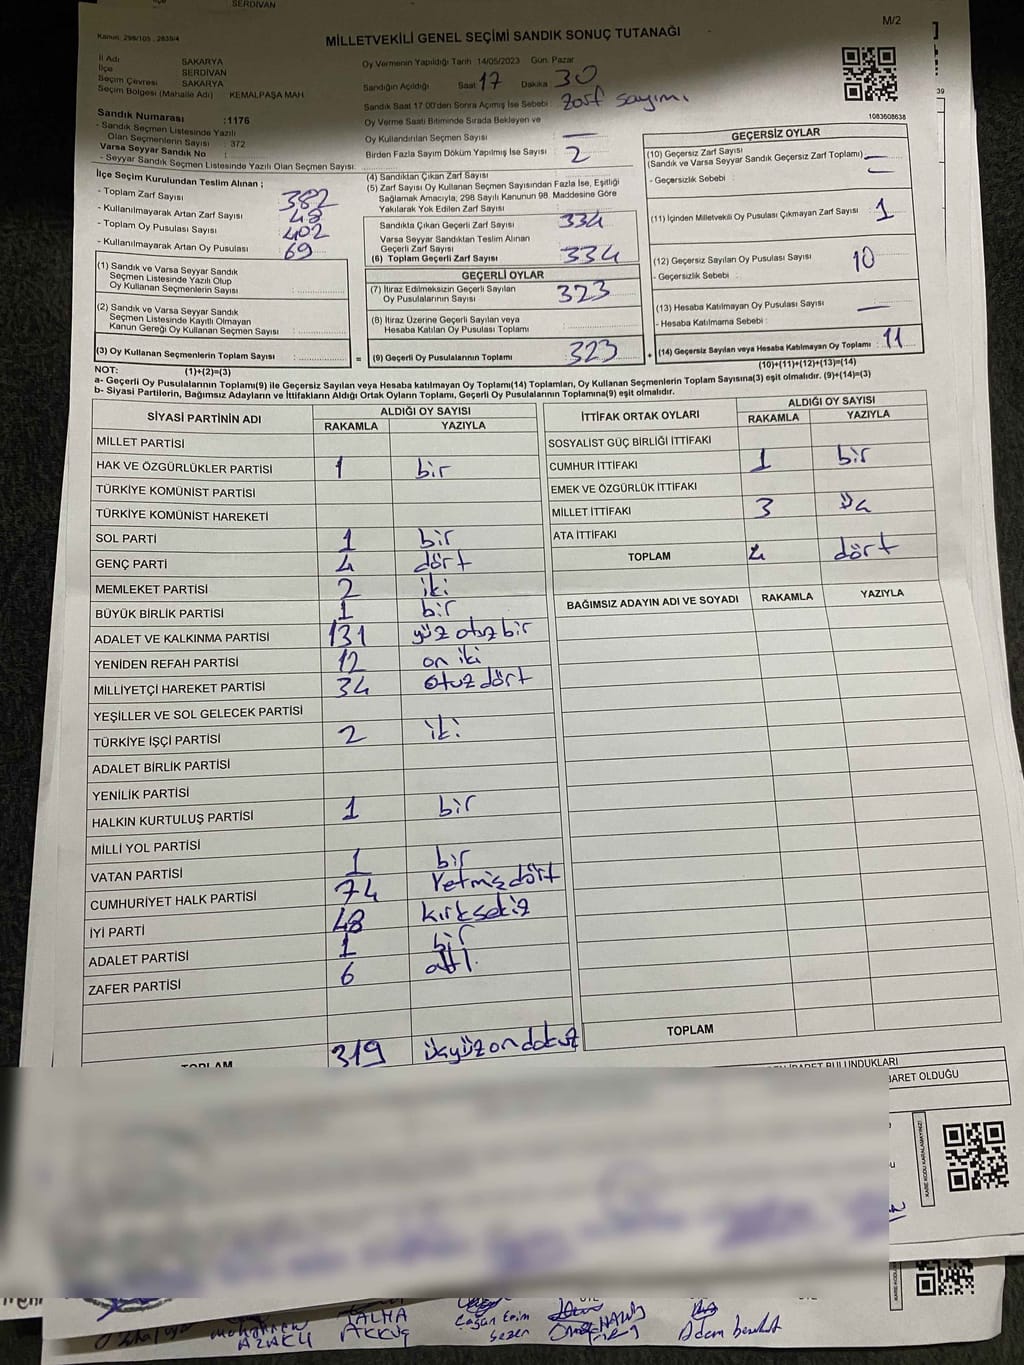 SERDİVAN
M/2
Kanun 298/105 , 2839/4
MİLLETVEKİLİ GENEL SEÇİMİ SANDIK SONUÇ TUTANAĞI
İl Adı SAKARYA
İlçe SERDİVAN
Seçim Çevresi SAKARYA
Seçim Bölgesi (Mahalle Adı) KEMALPAŞA MAH.
Sandık Numarası :1176
- Sandık Seçmen Listesinde Yazılı
Olan Seçmenlerin Sayısı : 372
Varsa Seyyar Sandık No :
- Seyyar Sandık Listesinde Yazılı Olan Seçmen Sayısı:
Oy Vermenin Yapıldığı Tarih 14/05/2023 Gün: Pazar
Sandığın Açıldığı Saat 17 Dakika 30
Sandık Saat 17:00'den Sonra Açılmış İse Sebebi : zarf sayımı
Oy Verme Saati Bitiminde Sırada Bekleyen ve
Oy Kullandırılan Seçmen Sayısı —
Birden Fazla Sayım Döküm Yapılmış İse Sayısı 2
1083608638
39
İlçe Seçim Kurulundan Teslim Alınan ;
- Toplam Zarf Sayısı 382
- Kullanılmayarak Artan Zarf Sayısı 48
- Toplam Oy Pusulası Sayısı 402
- Kullanılmayarak Artan Oy Pusulası 69
(1) Sandık ve Varsa Seyyar Sandık
Seçmen Listesinde Yazılı Olup
Oy Kullanan Seçmenlerin Sayısı
(2) Sandık ve Varsa Seyyar Sandık
Seçmen Listesinde Kayıtlı Olmayan
Kanun Gereği Oy Kullanan Seçmen Sayısı :
(3) Oy Kullanan Seçmenlerin Toplam Sayısı :
(4) Sandıktan Çıkan Zarf Sayısı
(5) Zarf Sayısı Oy Kullanan Seçmen Sayısından Fazla İse, Eşitliği
Sağlamak Amacıyla, 298 Sayılı Kanunun 98. Maddesine Göre
Yakılarak Yok Edilen Zarf Sayısı
Sandıkta Çıkan Geçerli Zarf Sayısı 334
Varsa Seyyar Sandıktan Teslim Alınan
Geçerli Zarf Sayısı
(6) Toplam Geçerli Zarf Sayısı 334
GEÇERLİ OYLAR
(7) İtiraz Edilmeksizin Geçerli Sayılan
Oy Pusulalarının Sayısı 323
(8) İtiraz Üzerine Geçerli Sayılan veya
Hesaba Katılan Oy Pusulası Toplamı
= (9) Geçerli Oy Pusulalarının Toplamı 323 +
GEÇERSİZ OYLAR
(10) Geçersiz Zarf Sayısı
(Sandık ve Varsa Seyyar Sandık Geçersiz Zarf Toplamı) —
- Geçersizlik Sebebi : —
(11) İçinden Milletvekili Oy Pusulası Çıkmayan Zarf Sayısı 1
(12) Geçersiz Sayılan Oy Pusulası Sayısı 10
- Geçersizlik Sebebi :
(13) Hesaba Katılmayan Oy Pusulası Sayısı —
- Hesaba Katılmama Sebebi :
(14) Geçersiz Sayılan veya Hesaba Katılmayan Oy Toplamı : 11
NOT: (1)+(2)=(3)
(10)+(11)+(12)+(13)=(14)
a- Geçerli Oy Pusulalarının Toplamı(9) ile Geçersiz Sayılan veya Hesaba katılmayan Oy Toplamı(14) Toplamları, Oy Kullanan Seçmenlerin Toplam Sayısına(3) eşit olmalıdır. (9)+(14)=(3)
b- Siyasi Partilerin, Bağımsız Adayların ve İttifakların Aldığı Ortak Oyların Toplamı, Geçerli Oy Pusulalarının Toplamına(9) eşit olmalıdır.
SİYASİ PARTİNİN ADI ALDIĞI OY SAYISI
RAKAMLA YAZIYLA
MİLLET PARTİSİ
HAK VE ÖZGÜRLÜKLER PARTİSİ 1 bir
TÜRKİYE KOMÜNİST PARTİSİ
TÜRKİYE KOMÜNİST HAREKETİ
SOL PARTİ 1 bir
GENÇ PARTİ 4 dört
MEMLEKET PARTİSİ 2 iki
BÜYÜK BİRLİK PARTİSİ 1 bir
ADALET VE KALKINMA PARTİSİ 131 yüz otuz bir
YENİDEN REFAH PARTİSİ 12 on iki
MİLLİYETÇİ HAREKET PARTİSİ 34 otuz dört
YEŞİLLER VE SOL GELECEK PARTİSİ
TÜRKİYE İŞÇİ PARTİSİ 2 iki
ADALET BİRLİK PARTİSİ
YENİLİK PARTİSİ
HALKIN KURTULUŞ PARTİSİ 1 bir
MİLLİ YOL PARTİSİ
VATAN PARTİSİ 1 bir
CUMHURİYET HALK PARTİSİ 74 Yetmiş dört
İYİ PARTİ 48 kırk sekiz
ADALET PARTİSİ 1 bir
ZAFER PARTİSİ 6 altı
TOPLAM 319 üçyüz on dokuz
İTTİFAK ORTAK OYLARI ALDIĞI OY SAYISI
RAKAMLA YAZIYLA
SOSYALİST GÜÇ BİRLİĞİ İTTİFAKI
CUMHUR İTTİFAKI 1 bir
EMEK VE ÖZGÜRLÜK İTTİFAKI
MİLLET İTTİFAKI 3 üç
ATA İTTİFAKI
TOPLAM 4 dört
BAĞIMSIZ ADAYIN ADI VE SOYADI RAKAMLA YAZIYLA
TOPLAM
BULUNDUKLARI
BARET OLDUĞU
KARE KODU KARALAMAYINIZ!
muharrem
AZAKLI
TALHA
AKKUŞ
Çağan Emin
Sezen
Adem